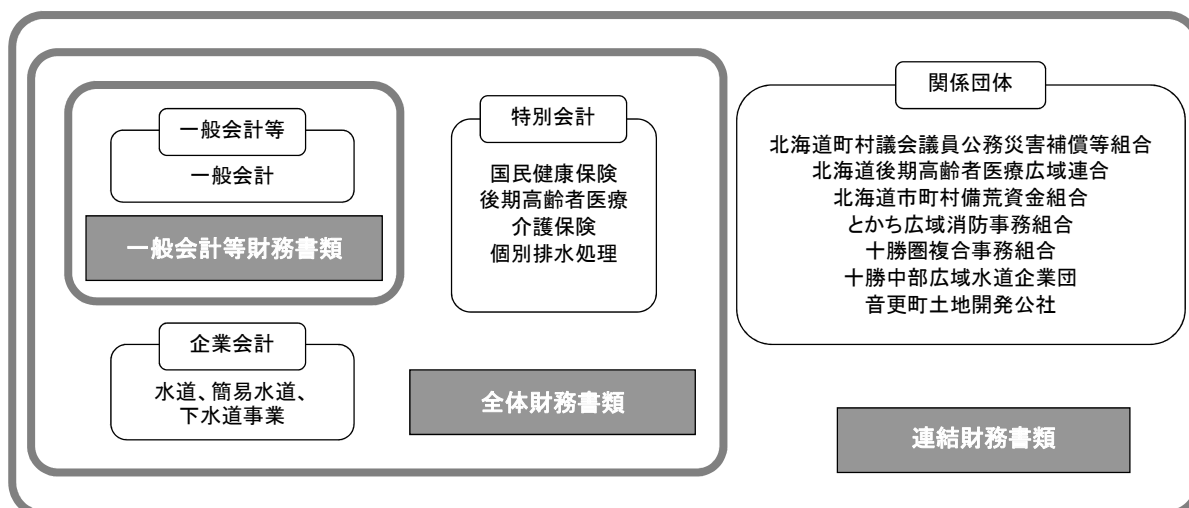 一般会計等
一般会計
一般会計等財務書類
企業会計
水道、簡易水道、
下水道事業
特別会計
国民健康保険
後期高齢者医療
介護保険
個別排水処理
全体財務書類
関係団体
北海道町村議会議員公務災害補償等組合
北海道後期高齢者医療広域連合
北海道市町村備荒資金組合
とかち広域消防事務組合
十勝圏複合事務組合
十勝中部広域水道企業団
音更町土地開発公社
連結財務書類